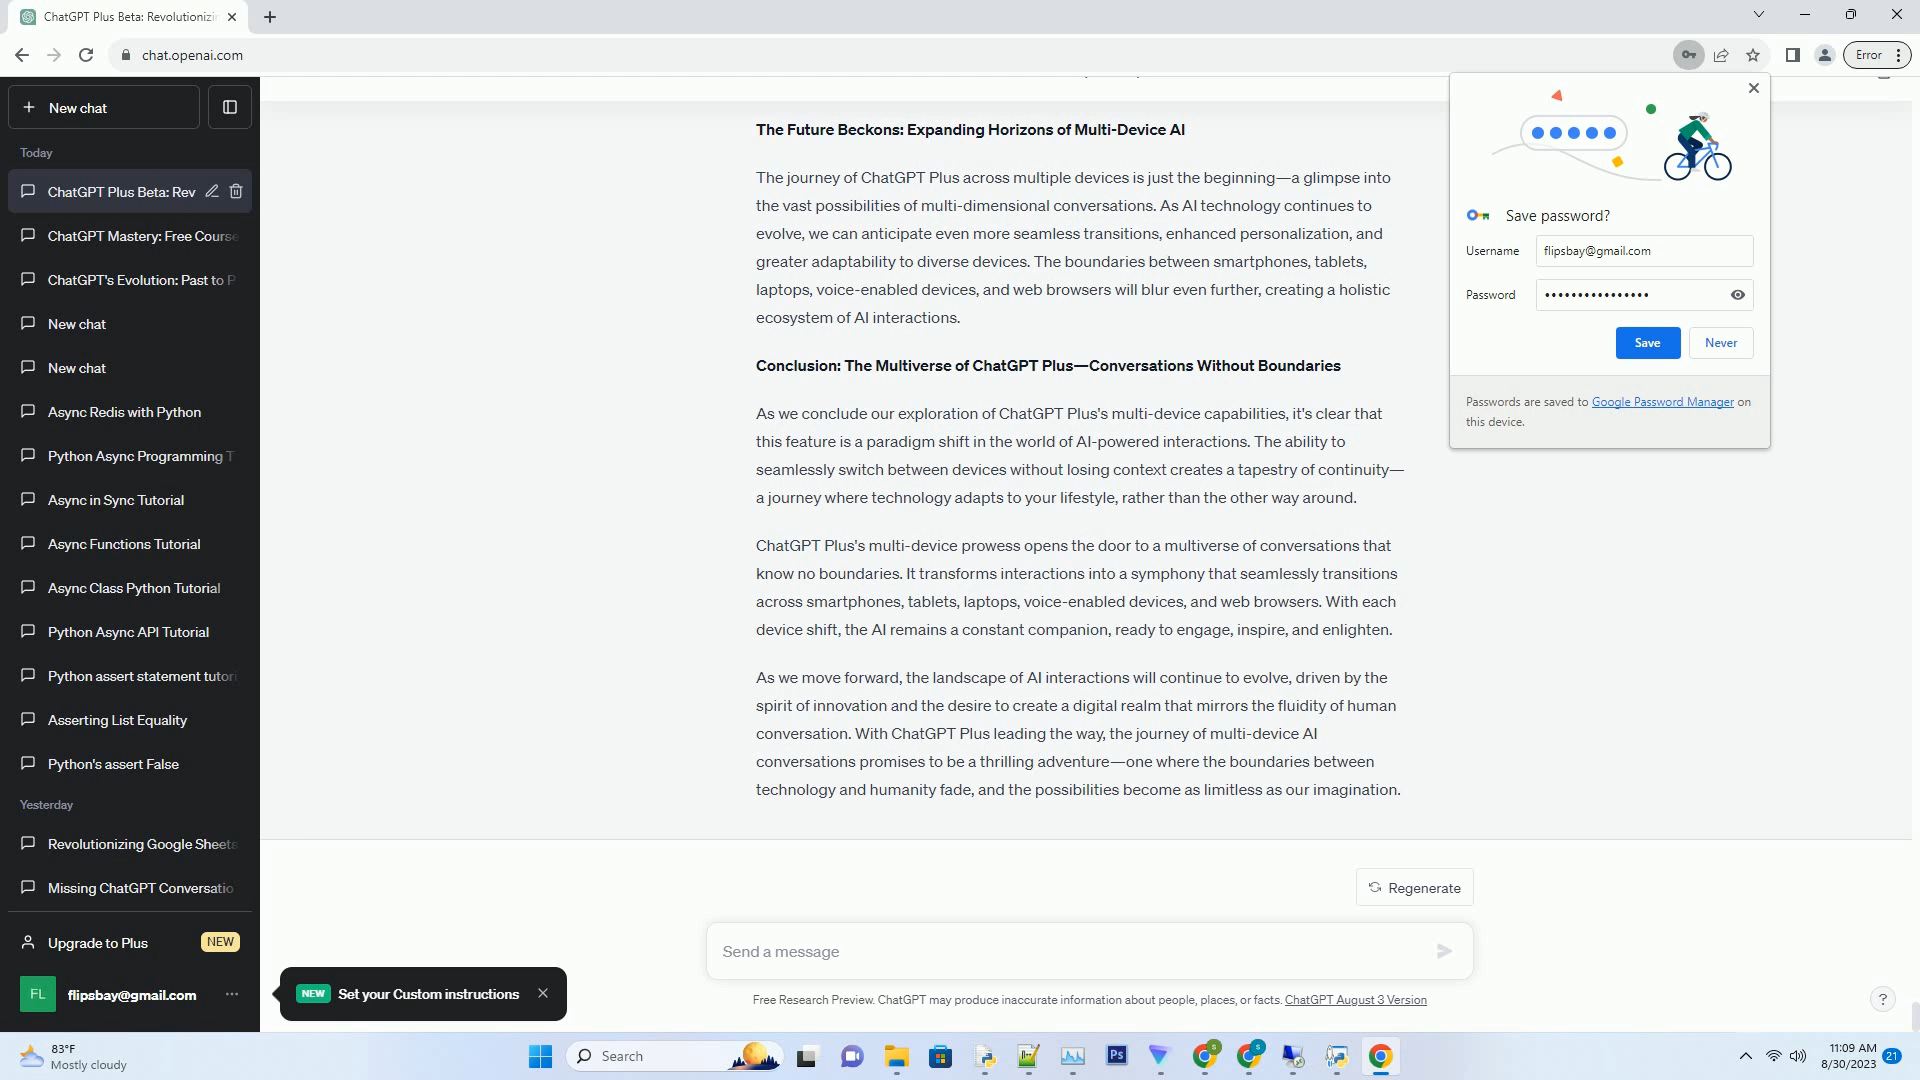 ChatGPT Plus Beta: Revolutionizin
chat.openai.com
Error
New chat
Today
ChatGPT Plus Beta: Rev
ChatGPT Mastery: Free Course
ChatGPT's Evolution: Past to P
New chat
New chat
Async Redis with Python
Python Async Programming T
Async in Sync Tutorial
Async Functions Tutorial
Async Class Python Tutorial
Python Async API Tutorial
Python assert statement tutori
Asserting List Equality
Python's assert False
Yesterday
Revolutionizing Google Sheets
Missing ChatGPT Conversatio
Upgrade to Plus NEW
FL flipsbay@gmail.com
NEW Set your Custom instructions
The Future Beckons: Expanding Horizons of Multi-Device AI
The journey of ChatGPT Plus across multiple devices is just the beginning—a glimpse into
the vast possibilities of multi-dimensional conversations. As AI technology continues to
evolve, we can anticipate even more seamless transitions, enhanced personalization, and
greater adaptability to diverse devices. The boundaries between smartphones, tablets,
laptops, voice-enabled devices, and web browsers will blur even further, creating a holistic
ecosystem of AI interactions.
Conclusion: The Multiverse of ChatGPT Plus—Conversations Without Boundaries
As we conclude our exploration of ChatGPT Plus's multi-device capabilities, it's clear that
this feature is a paradigm shift in the world of AI-powered interactions. The ability to
seamlessly switch between devices without losing context creates a tapestry of continuity—
a journey where technology adapts to your lifestyle, rather than the other way around.
ChatGPT Plus's multi-device prowess opens the door to a multiverse of conversations that
know no boundaries. It transforms interactions into a symphony that seamlessly transitions
across smartphones, tablets, laptops, voice-enabled devices, and web browsers. With each
device shift, the AI remains a constant companion, ready to engage, inspire, and enlighten.
As we move forward, the landscape of AI interactions will continue to evolve, driven by the
spirit of innovation and the desire to create a digital realm that mirrors the fluidity of human
conversation. With ChatGPT Plus leading the way, the journey of multi-device AI
conversations promises to be a thrilling adventure—one where the boundaries between
technology and humanity fade, and the possibilities become as limitless as our imagination.
Regenerate
Send a message
Free Research Preview. ChatGPT may produce inaccurate information about people, places, or facts. ChatGPT August 3 Version
?
Save password?
Username flipsbay@gmail.com
Password ••••••••••••••••
Save Never
Passwords are saved to Google Password Manager on
this device.
83°F
Mostly cloudy
Search
Ps
S
S
11:09 AM
8/30/2023
21